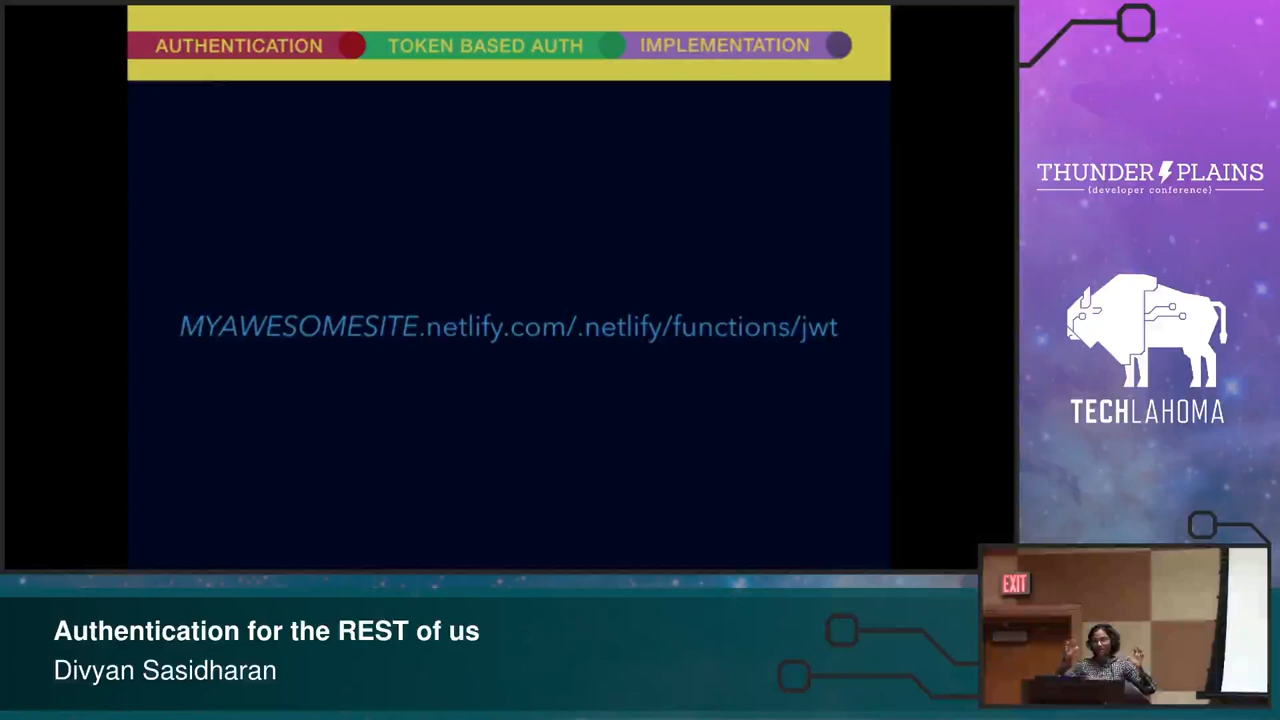 AUTHENTICATION
TOKEN BASED AUTH
IMPLEMENTATION
MYAWESOMESITE.netlify.com/.netlify/functions/jwt
THUNDER PLAINS
{developer conference}
TECHLAHOMA
EXIT
Authentication for the REST of us
Divyan Sasidharan